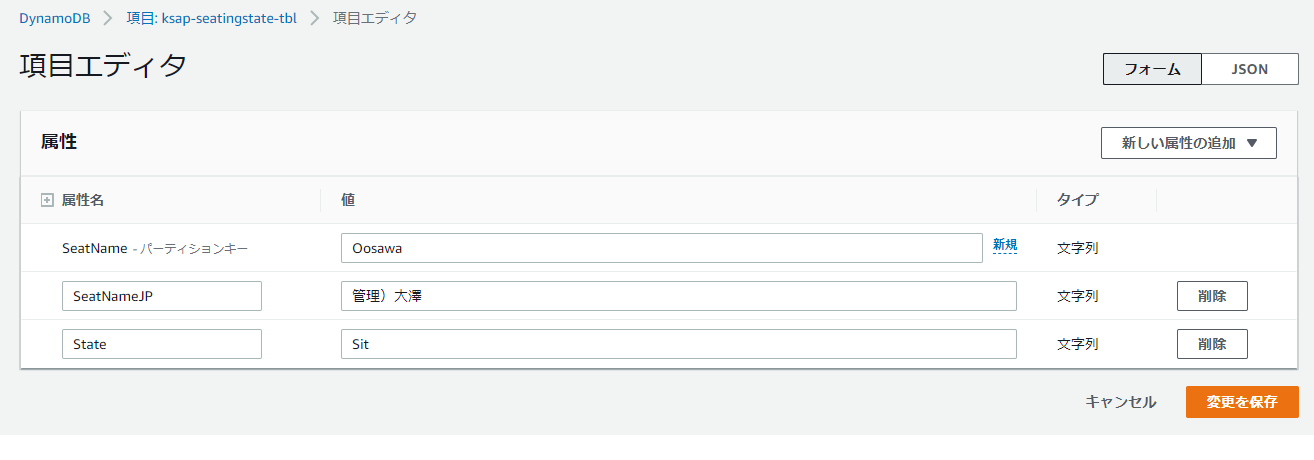 DynamoDB > 項目: ksap-seatingstate-tbl > 項目エディタ
項目エディタ
フォーム JSON
属性
新しい属性の追加 ▼
属性名 値 タイプ
SeatName - パーティションキー Oosawa 新規 文字列
SeatNameJP 管理）大澤 文字列 削除
State Sit 文字列 削除
キャンセル 変更を保存